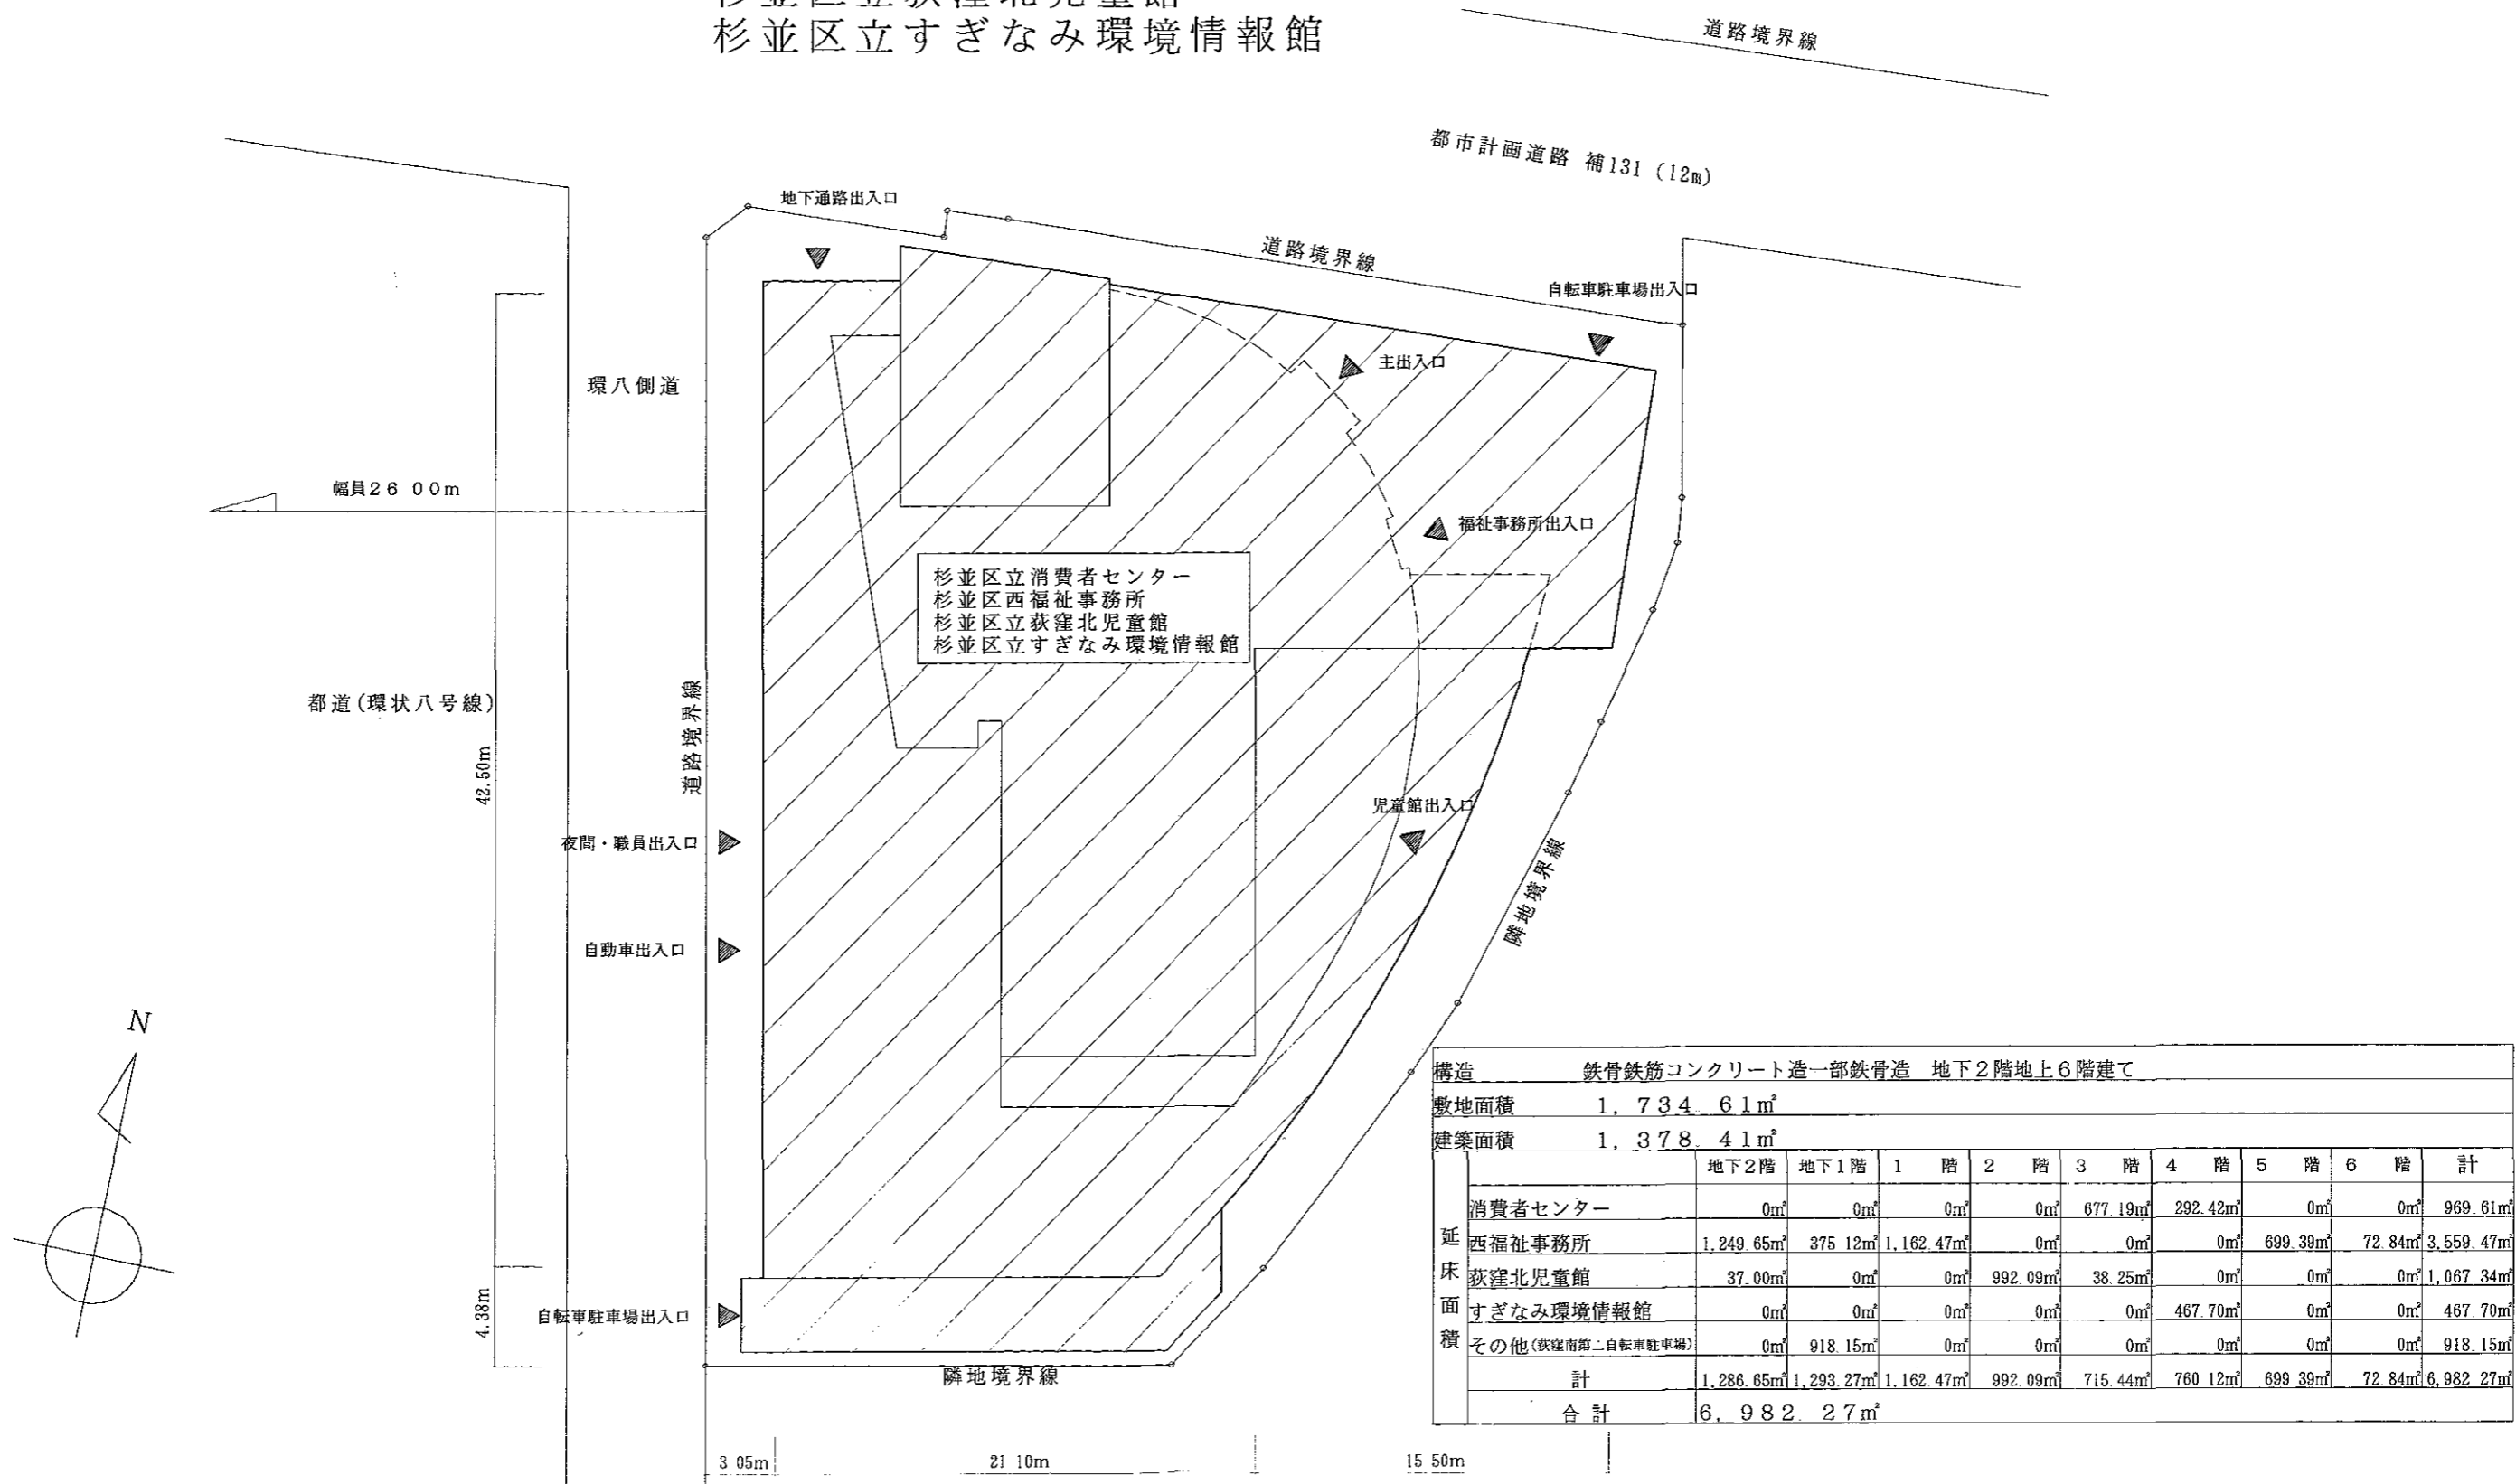 杉並区立荻窪北児童館
杉並区立すぎなみ環境情報館
道路境界線
都市計画道路 補131 (12m)
地下通路出入口
道路境界線
自転車駐車場出入口
主出入口
環八側道
幅員26 00m
福祉事務所出入口
杉並区立消費者センター
杉並区西福祉事務所
杉並区立荻窪北児童館
杉並区立すぎなみ環境情報館
都道(環状八号線)
道路境界線
42.50m
児童館出入口
夜間・職員出入口
隣地境界線
自動車出入口
N
4.38m
自転車駐車場出入口
隣地境界線
3 05m 21 10m 15 50m
構造 鉄骨鉄筋コンクリート造一部鉄骨造 地下2階地上6階建て
敷地面積 1,734.61㎡
建築面積 1,378.41㎡
延床面積
地下2階 地下1階 1階 2階 3階 4階 5階 6階 計
消費者センター 0㎡ 0㎡ 0㎡ 0㎡ 677.19㎡ 292.42㎡ 0㎡ 0㎡ 969.61㎡
西福祉事務所 1,249.65㎡ 375 12㎡ 1,162.47㎡ 0㎡ 0㎡ 0㎡ 699.39㎡ 72.84㎡ 3,559.47㎡
荻窪北児童館 37.00㎡ 0㎡ 0㎡ 992.09㎡ 38.25㎡ 0㎡ 0㎡ 0㎡ 1,067.34㎡
すぎなみ環境情報館 0㎡ 0㎡ 0㎡ 0㎡ 0㎡ 467.70㎡ 0㎡ 0㎡ 467.70㎡
その他(荻窪南第二自転車駐車場) 0㎡ 918.15㎡ 0㎡ 0㎡ 0㎡ 0㎡ 0㎡ 0㎡ 918.15㎡
計 1,286.65㎡ 1,293.27㎡ 1,162.47㎡ 992.09㎡ 715.44㎡ 760 12㎡ 699 39㎡ 72 84㎡ 6,982 27㎡
合計 6,982 27㎡